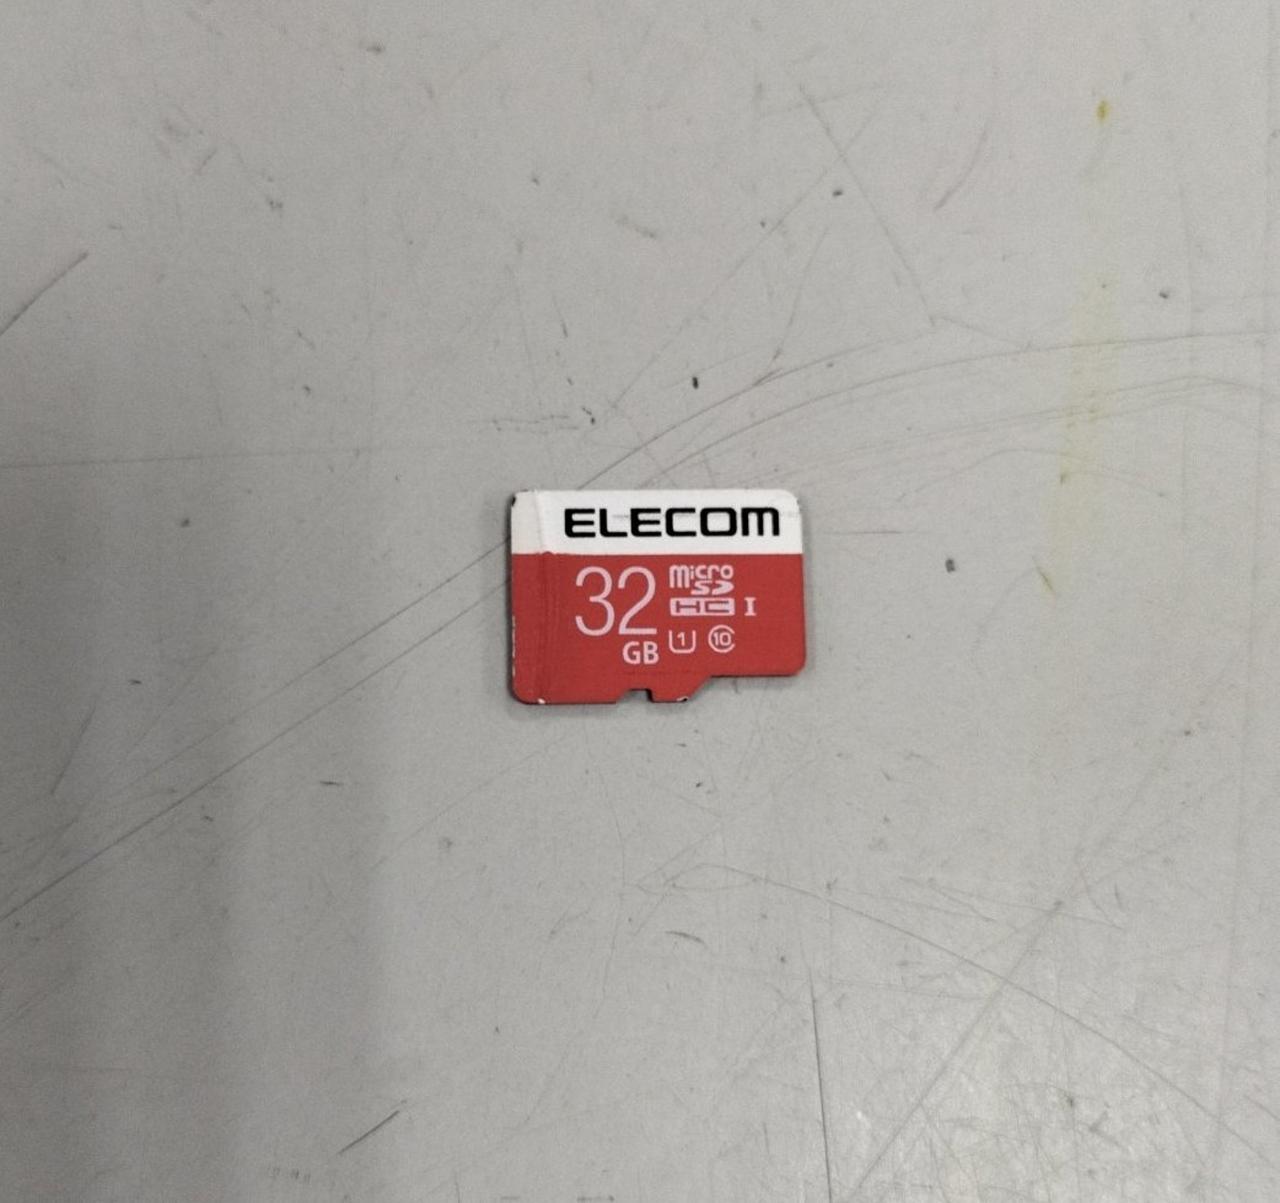 ELECOM
32 micro SD
HC I
GB U1 10